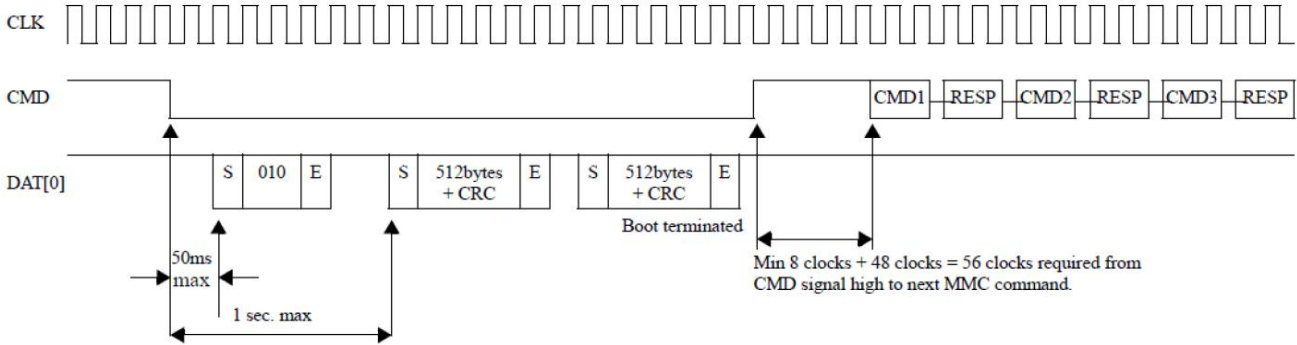 CLK
CMD
CMD1 RESP CMD2 RESP CMD3 RESP
DAT[0]
S 010 E S 512bytes + CRC E S 512bytes + CRC E
Boot terminated
50ms
max
1 sec. max
Min 8 clocks + 48 clocks = 56 clocks required from
CMD signal high to next MMC command.